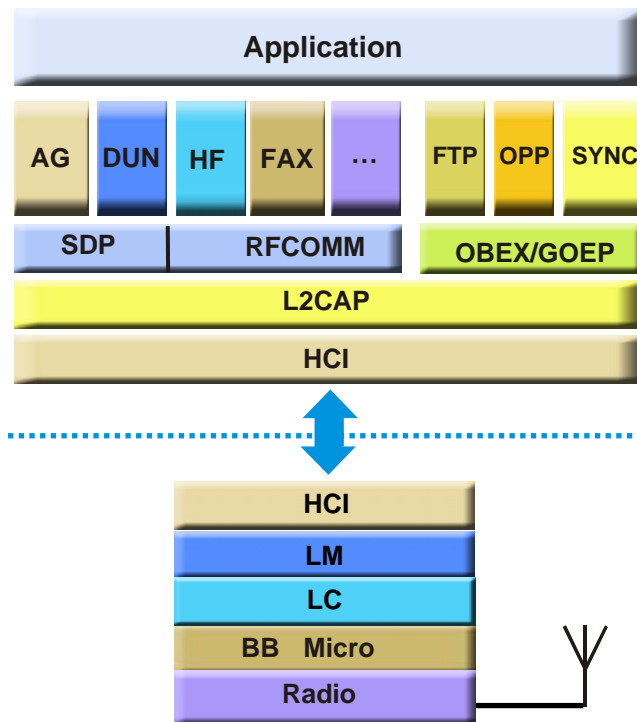 Application
AG DUN HF FAX ... FTP OPP SYNC
SDP RFCOMM OBEX/GOEP
L2CAP
HCI
HCI
LM
LC
BB Micro
Radio